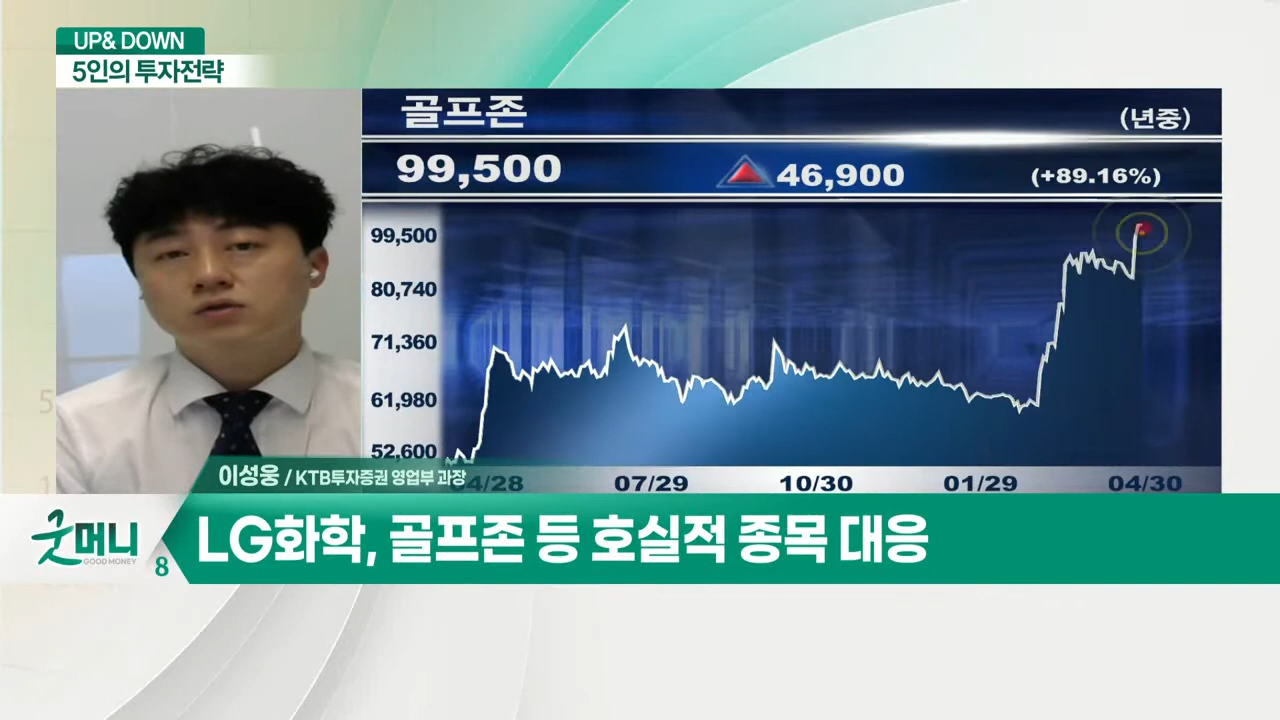 UP& DOWN
5인의 투자전략
골프존
(년중)
99,500
46,900
(+89.16%)
99,500
80,740
71,360
61,980
52,600
04/28
07/29
10/30
01/29
04/30
이성웅 / KTB투자증권 영업부 과장
굿머니
GOOD MONEY
8
LG화학, 골프존 등 호실적 종목 대응